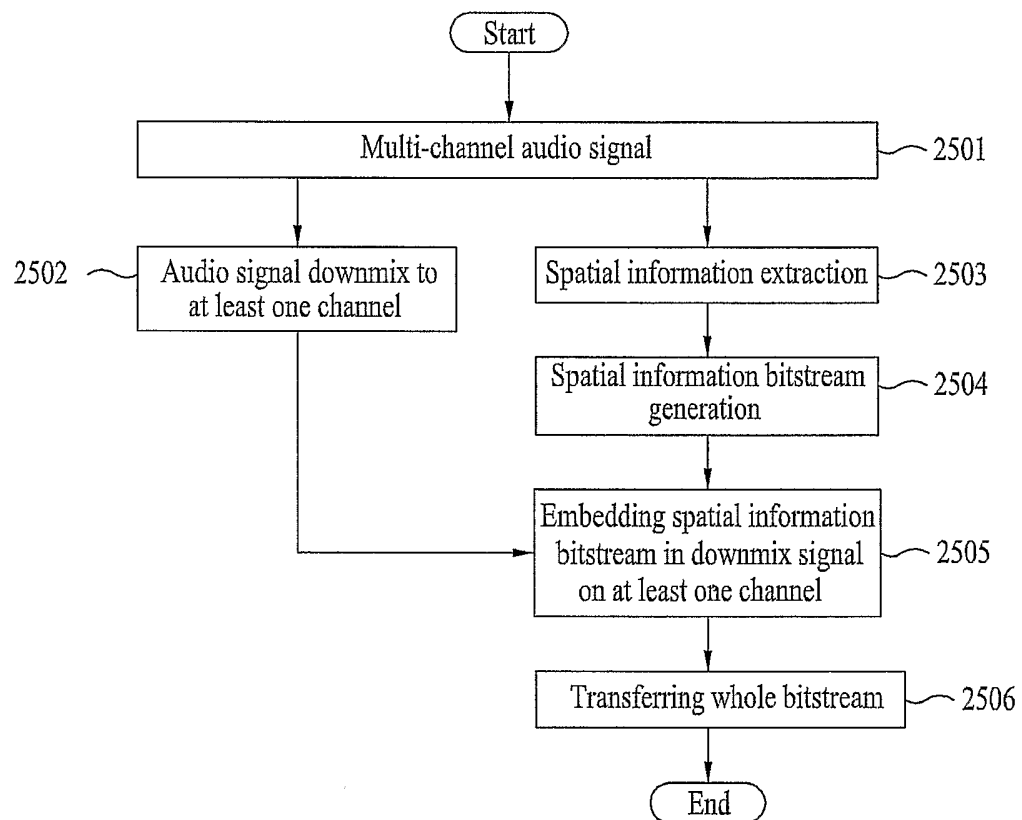 Start
Multi-channel audio signal
2501
2502
Audio signal downmix to
at least one channel
Spatial information extraction
2503
Spatial information bitstream
generation
2504
Embedding spatial information
bitstream in downmix signal
on at least one channel
2505
Transferring whole bitstream
2506
End